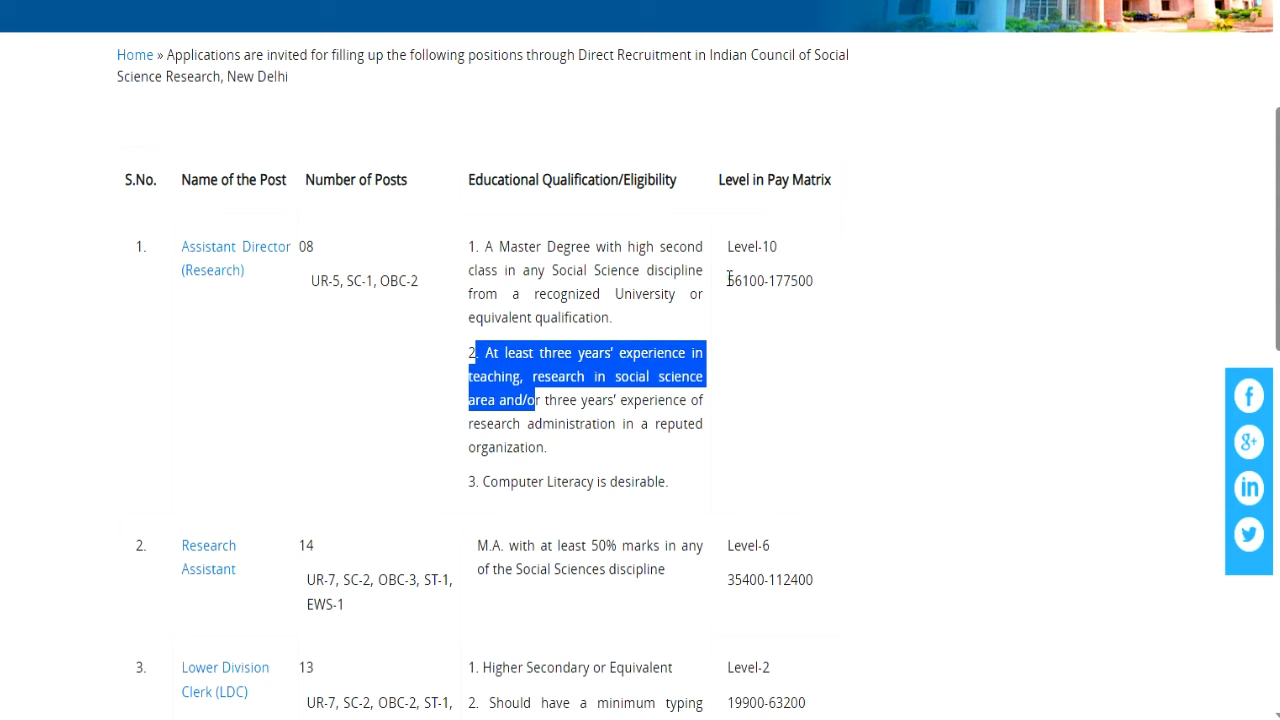 Home » Applications are invited for filling up the following positions through Direct Recruitment in Indian Council of Social
Science Research, New Delhi
S.No. Name of the Post Number of Posts Educational Qualification/Eligibility Level in Pay Matrix
1. Assistant Director 08 1. A Master Degree with high second Level-10
(Research) class in any Social Science discipline
UR-5, SC-1, OBC-2 56100-177500
from a recognized University or
equivalent qualification.
2. At least three years' experience in
teaching, research in social science
area and/or three years' experience of
research administration in a reputed
organization.
3. Computer Literacy is desirable.
2. Research 14 M.A. with at least 50% marks in any Level-6
Assistant of the Social Sciences discipline
UR-7, SC-2, OBC-3, ST-1, 35400-112400
EWS-1
3. Lower Division 13 1. Higher Secondary or Equivalent Level-2
Clerk (LDC)
UR-7, SC-2, OBC-2, ST-1, 2. Should have a minimum typing 19900-63200